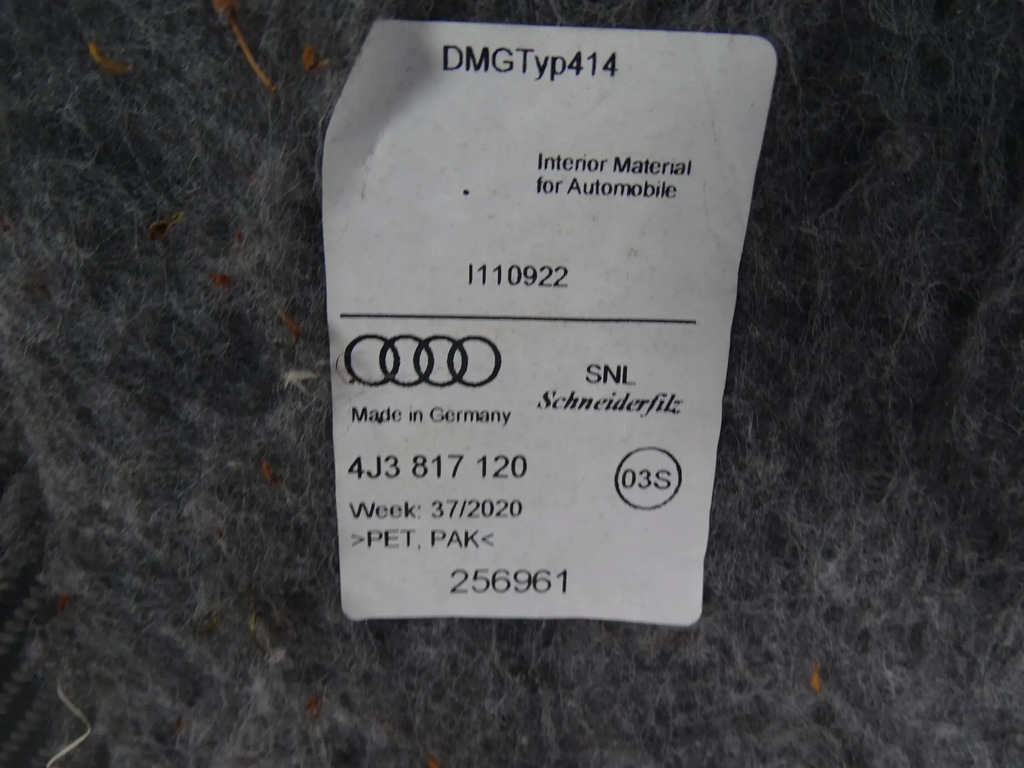 DMGTyp414
Interior Material
for Automobile
I110922
SNL
Schneiderfilz
Made in Germany
4J3 817 120
03S
Week: 37/2020
>PET, PAK<
256961